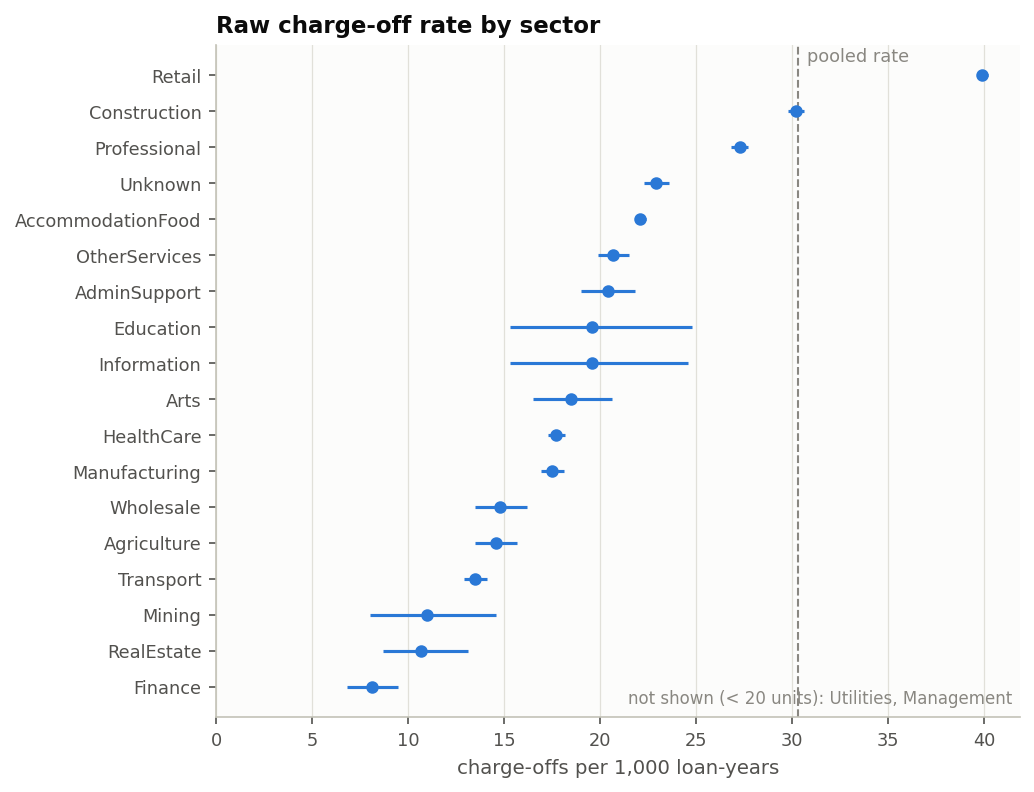 Raw charge-off rate by sector
pooled rate
Retail
Construction
Professional
Unknown
AccommodationFood
OtherServices
AdminSupport
Education
Information
Arts
HealthCare
Manufacturing
Wholesale
Agriculture
Transport
Mining
RealEstate
Finance
not shown (< 20 units): Utilities, Management
0 5 10 15 20 25 30 35 40
charge-offs per 1,000 loan-years